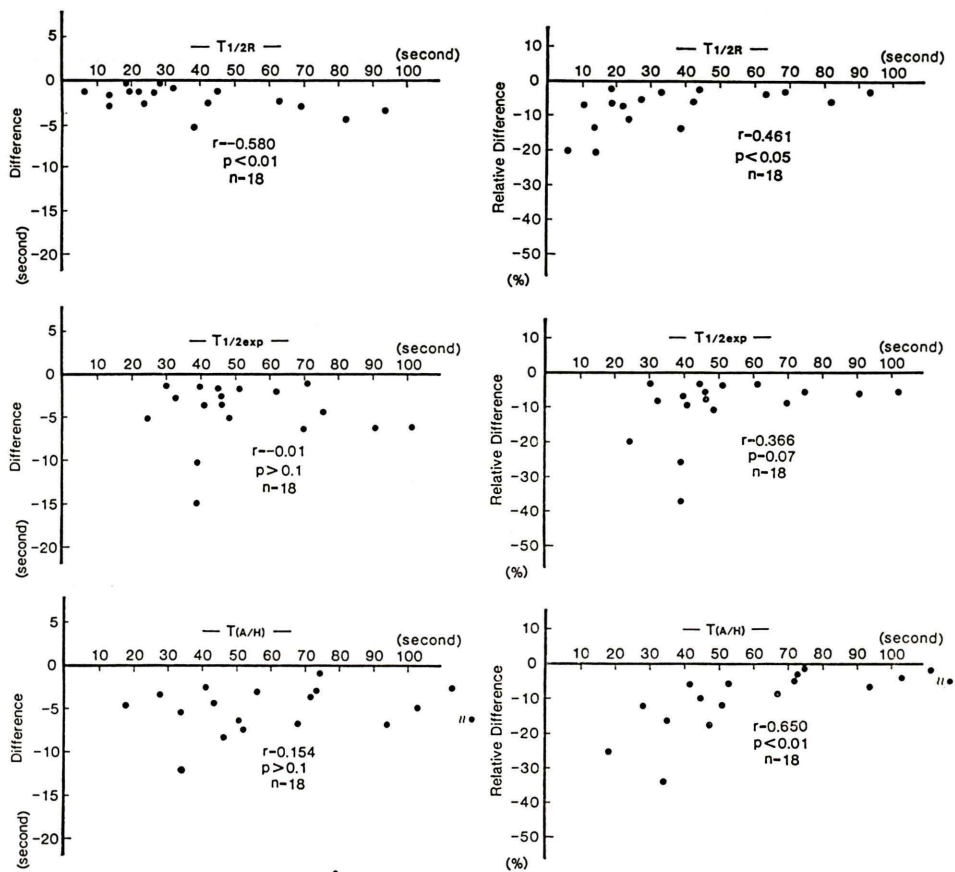 5
0
−5
−10
−15
−20
Difference
(second)
— T1/2R —
(second)
10 20 30 40 50 60 70 80 90 100
r−−0.580
p<0.01
n−18
10
0
−10
−20
−30
−40
−50
Relative Difference
(%)
— T1/2R —
(second)
10 20 30 40 50 60 70 80 90 100
r−0.461
p<0.05
n−18
5
0
−5
−10
−15
−20
Difference
(second)
— T1/2exp —
(second)
10 20 30 40 50 60 70 80 90 100
r−−0.01
p>0.1
n−18
10
0
−10
−20
−30
−40
−50
Relative Difference
(%)
— T1/2exp —
(second)
10 20 30 40 50 60 70 80 90 100
r−0.366
p−0.07
n−18
5
0
−5
−10
−15
−20
Difference
(second)
— T(A/H) —
(second)
10 20 30 40 50 60 70 80 90 100
r−0.154
p>0.1
n−18
10
0
−10
−20
−30
−40
−50
Relative Difference
(%)
— T(A/H) —
(second)
10 20 30 40 50 60 70 80 90 100
r−0.650
p<0.01
n−18